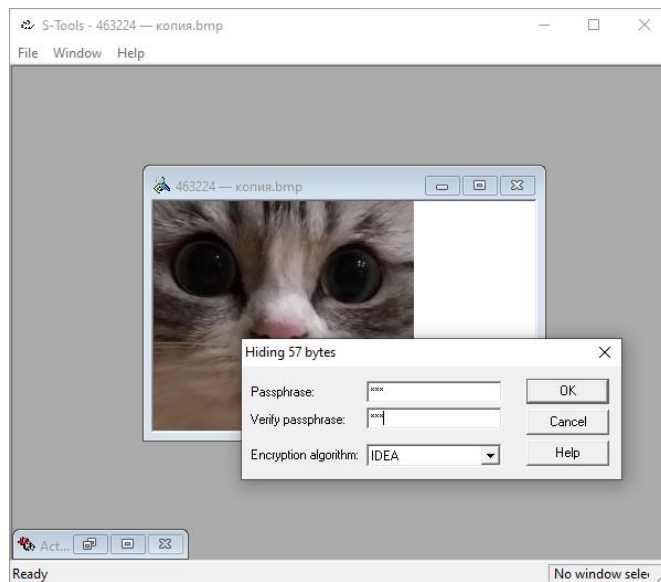 S-Tools - 463224 — копия.bmp
File Window Help
463224 — копия.bmp
Hiding 57 bytes
Passphrase: ***
OK
Verify passphrase: ***
Cancel
Encryption algorithm: IDEA
Help
Act...
Ready
No window sele